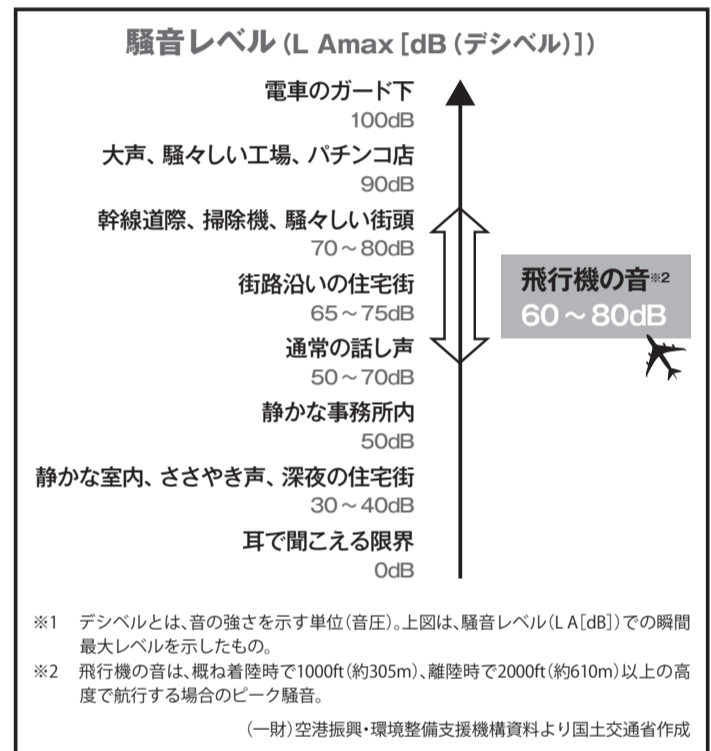 騒音レベル(L Amax [dB(デシベル)])
電車のガード下
100dB
大声、騒々しい工場、パチンコ店
90dB
幹線道際、掃除機、騒々しい街頭
70～80dB
街路沿いの住宅街
65～75dB
飛行機の音※2
60～80dB
通常の話し声
50～70dB
静かな事務所内
50dB
静かな室内、ささやき声、深夜の住宅街
30～40dB
耳で聞こえる限界
0dB
※1 デシベルとは、音の強さを示す単位(音圧)。上図は、騒音レベル(L A[dB])での瞬間
最大レベルを示したもの。
※2 飛行機の音は、概ね着陸時で1000ft(約305m)、離陸時で2000ft(約610m)以上の高
度で航行する場合のピーク騒音。
(一財)空港振興・環境整備支援機構資料より国土交通省作成